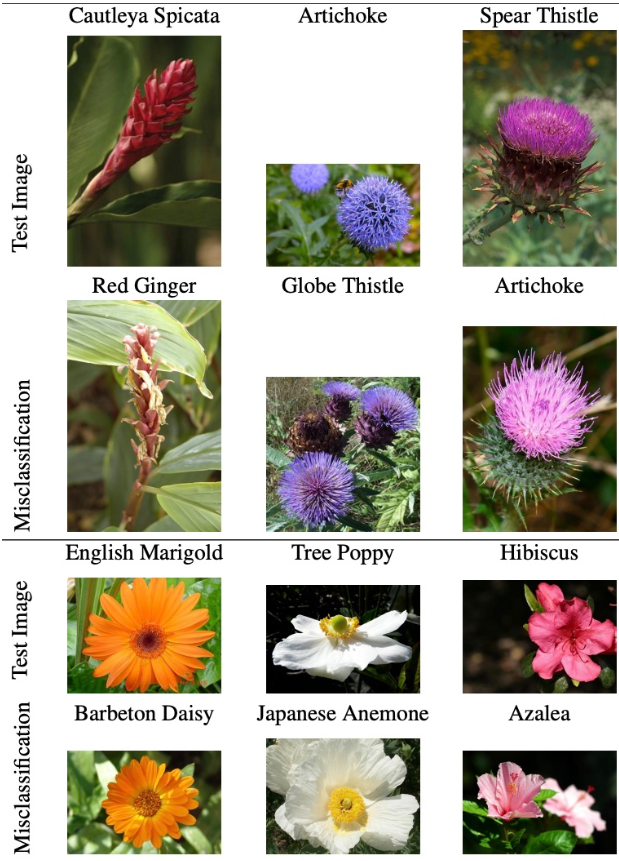 Cautleya Spicata Artichoke Spear Thistle
Test Image
Red Ginger Globe Thistle Artichoke
Misclassification
English Marigold Tree Poppy Hibiscus
Test Image
Barbeton Daisy Japanese Anemone Azalea
Misclassification